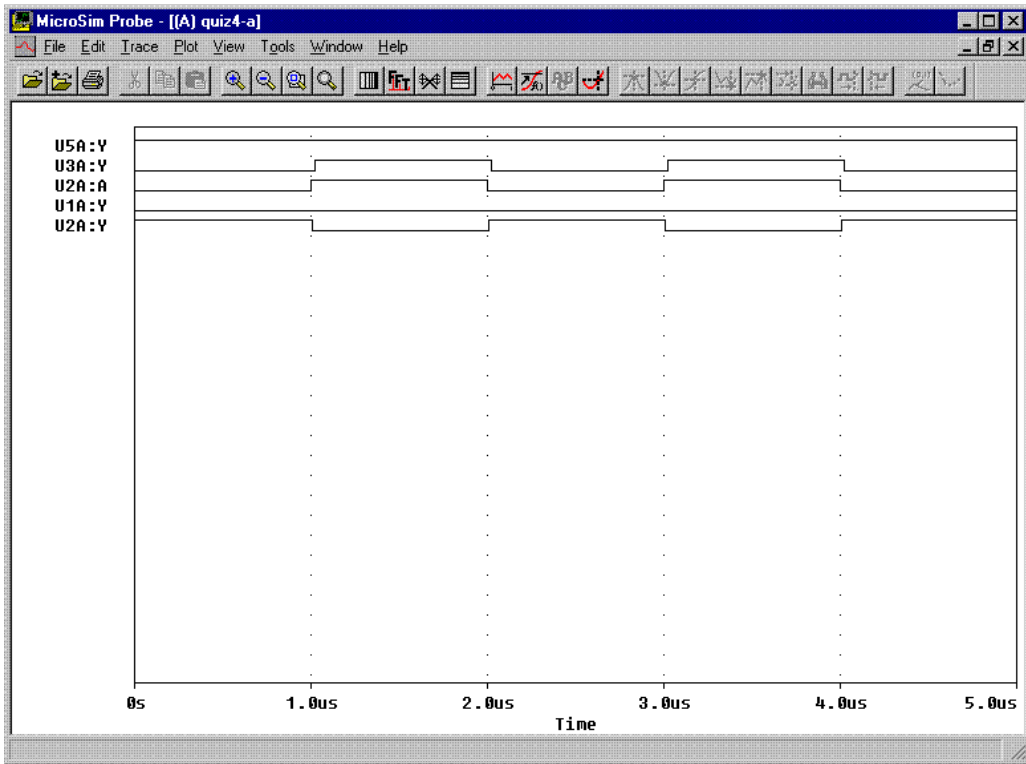 MicroSim Probe - [(A) quiz4-a]
File Edit Trace Plot View Tools Window Help
FFT
U5A:Y
U3A:Y
U2A:A
U1A:Y
U2A:Y
0s 1.0us 2.0us 3.0us 4.0us 5.0us
Time